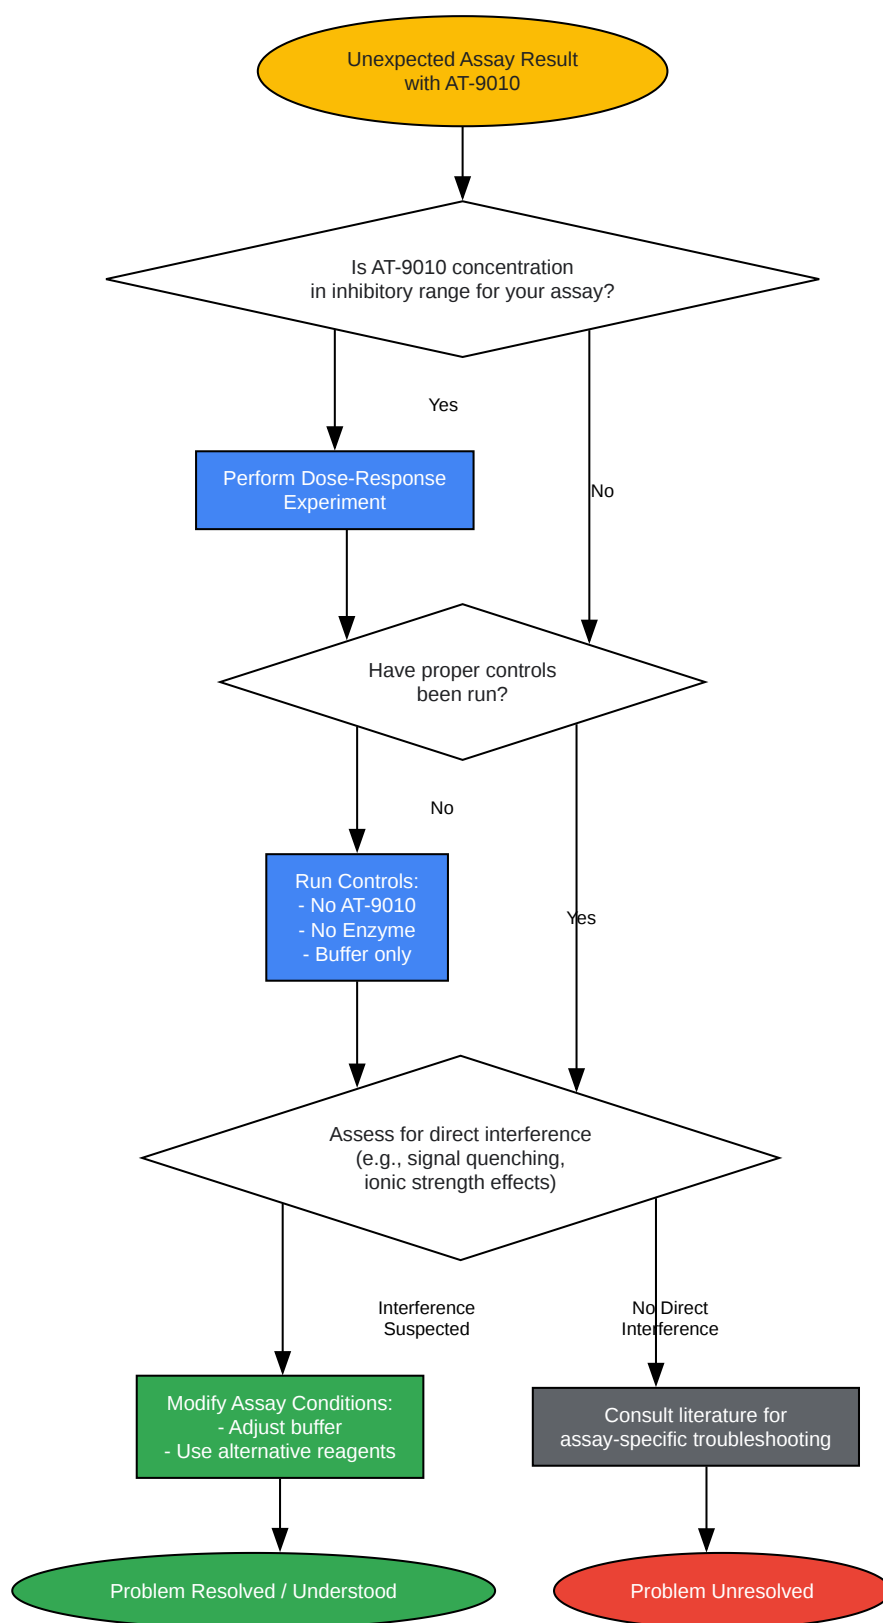 Unexpected Assay Result
with AT-9010
Is AT-9010 concentration
in inhibitory range for your assay?
Yes
Perform Dose-Response
Experiment
No
Have proper controls
been run?
No
Run Controls:
- No AT-9010
- No Enzyme
- Buffer only
Yes
Assess for direct interference
(e.g., signal quenching,
ionic strength effects)
Interference
Suspected
No Direct
Interference
Modify Assay Conditions:
- Adjust buffer
- Use alternative reagents
Consult literature for
assay-specific troubleshooting
Problem Resolved / Understood
Problem Unresolved